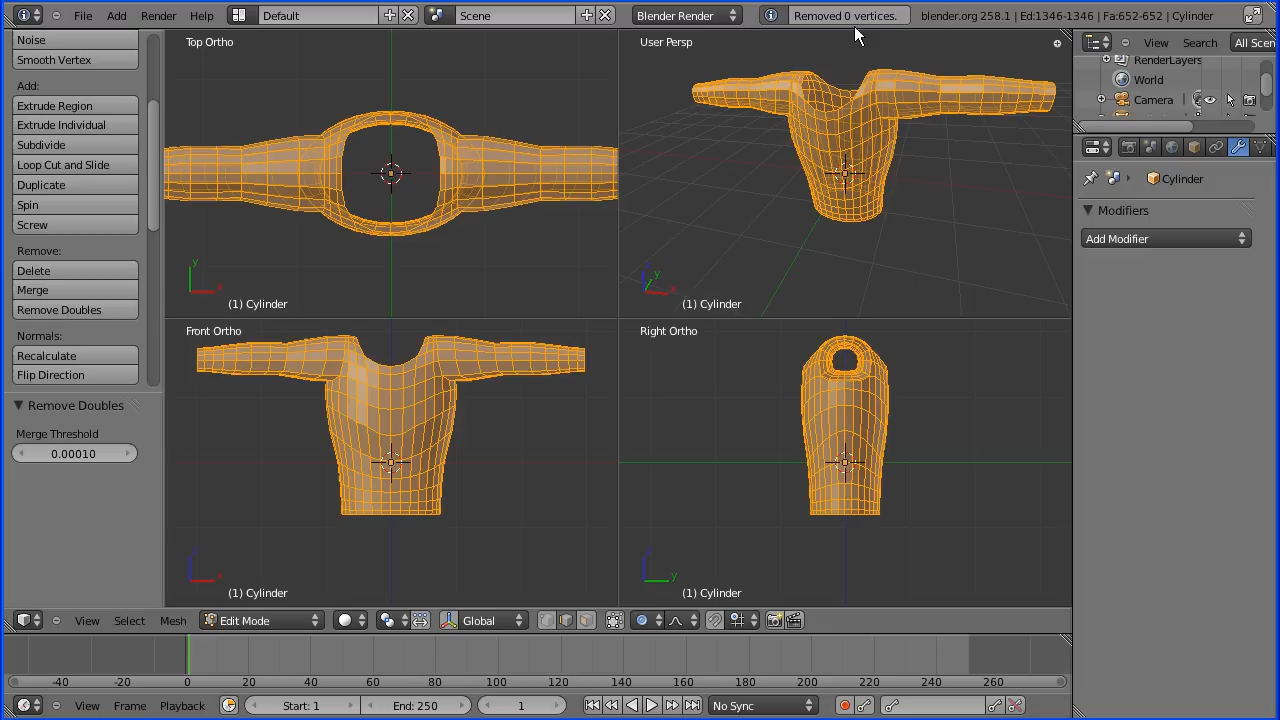 File Add Render Help Default Scene Blender Render Removed 0 vertices. blender.org 258.1 | Ed:1346-1346 | Fa:652-652 | Cylinder
Noise
Smooth Vertex
Add:
Extrude Region
Extrude Individual
Subdivide
Loop Cut and Slide
Duplicate
Spin
Screw
Remove:
Delete
Merge
Remove Doubles
Normals:
Recalculate
Flip Direction
Remove Doubles
Merge Threshold
0.00010
Top Ortho
y
x
(1) Cylinder
User Persp
z
y
x
(1) Cylinder
Front Ortho
z
x
(1) Cylinder
Right Ortho
z
y
(1) Cylinder
View Search All Scen
RenderLayers
World
Camera
Cylinder
Modifiers
Add Modifier
View Select Mesh Edit Mode Global
-40 -20 0 20 40 60 80 100 120 140 160 180 200 220 240 260
View Frame Playback Start: 1 End: 250 1 No Sync